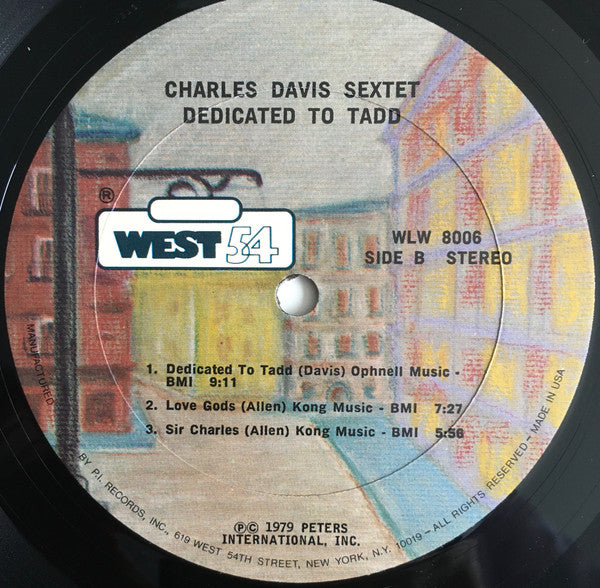 CHARLES DAVIS SEXTET
DEDICATED TO TADD
®
WEST 54
WLW 8006
SIDE B STEREO
1. Dedicated To Tadd (Davis) Ophnell Music -
BMI 9:11
2. Love Gods (Allen) Kong Music - BMI 7:27
3. Sir Charles (Allen) Kong Music - BMI 5:56
Ⓟ© 1979 PETERS
INTERNATIONAL, INC.
MANUFACTURED BY P.I. RECORDS, INC., 619 WEST 54TH STREET, NEW YORK, N.Y. 10019 – ALL RIGHTS RESERVED – MADE IN USA